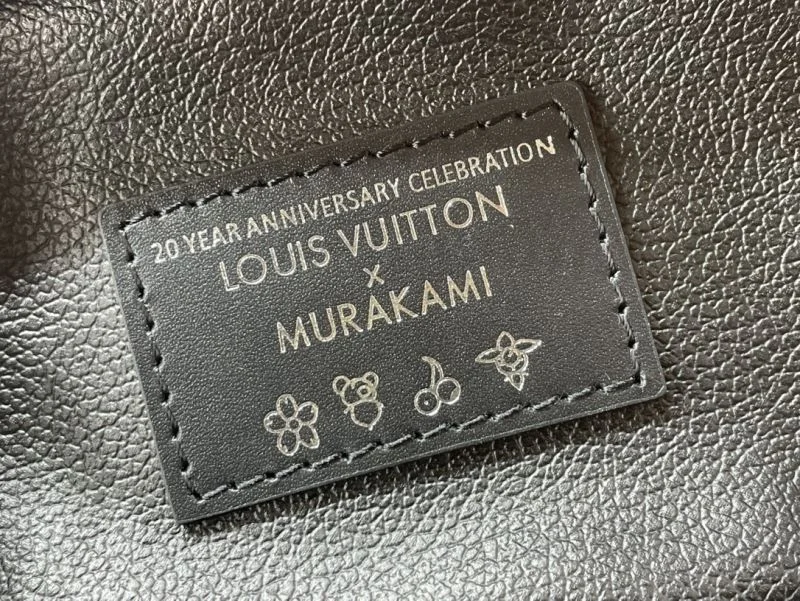 20 YEAR ANNIVERSARY CELEBRATION
LOUIS VUITTON
x
MURAKAMI